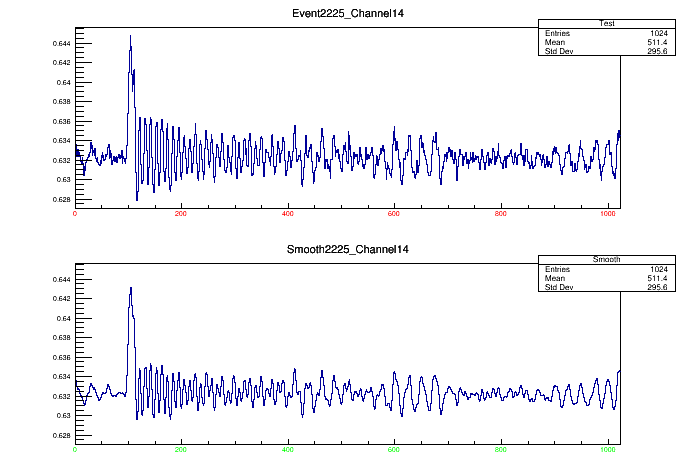 Event2225_Channel14
Test
Entries 1024
Mean 511.4
Std Dev 295.6
0.644
0.642
0.64
0.638
0.636
0.634
0.632
0.63
0.628
0 200 400 600 800 1000
Smooth2225_Channel14
Smooth
Entries 1024
Mean 511.4
Std Dev 295.6
0.644
0.642
0.64
0.638
0.636
0.634
0.632
0.63
0.628
0 200 400 600 800 1000